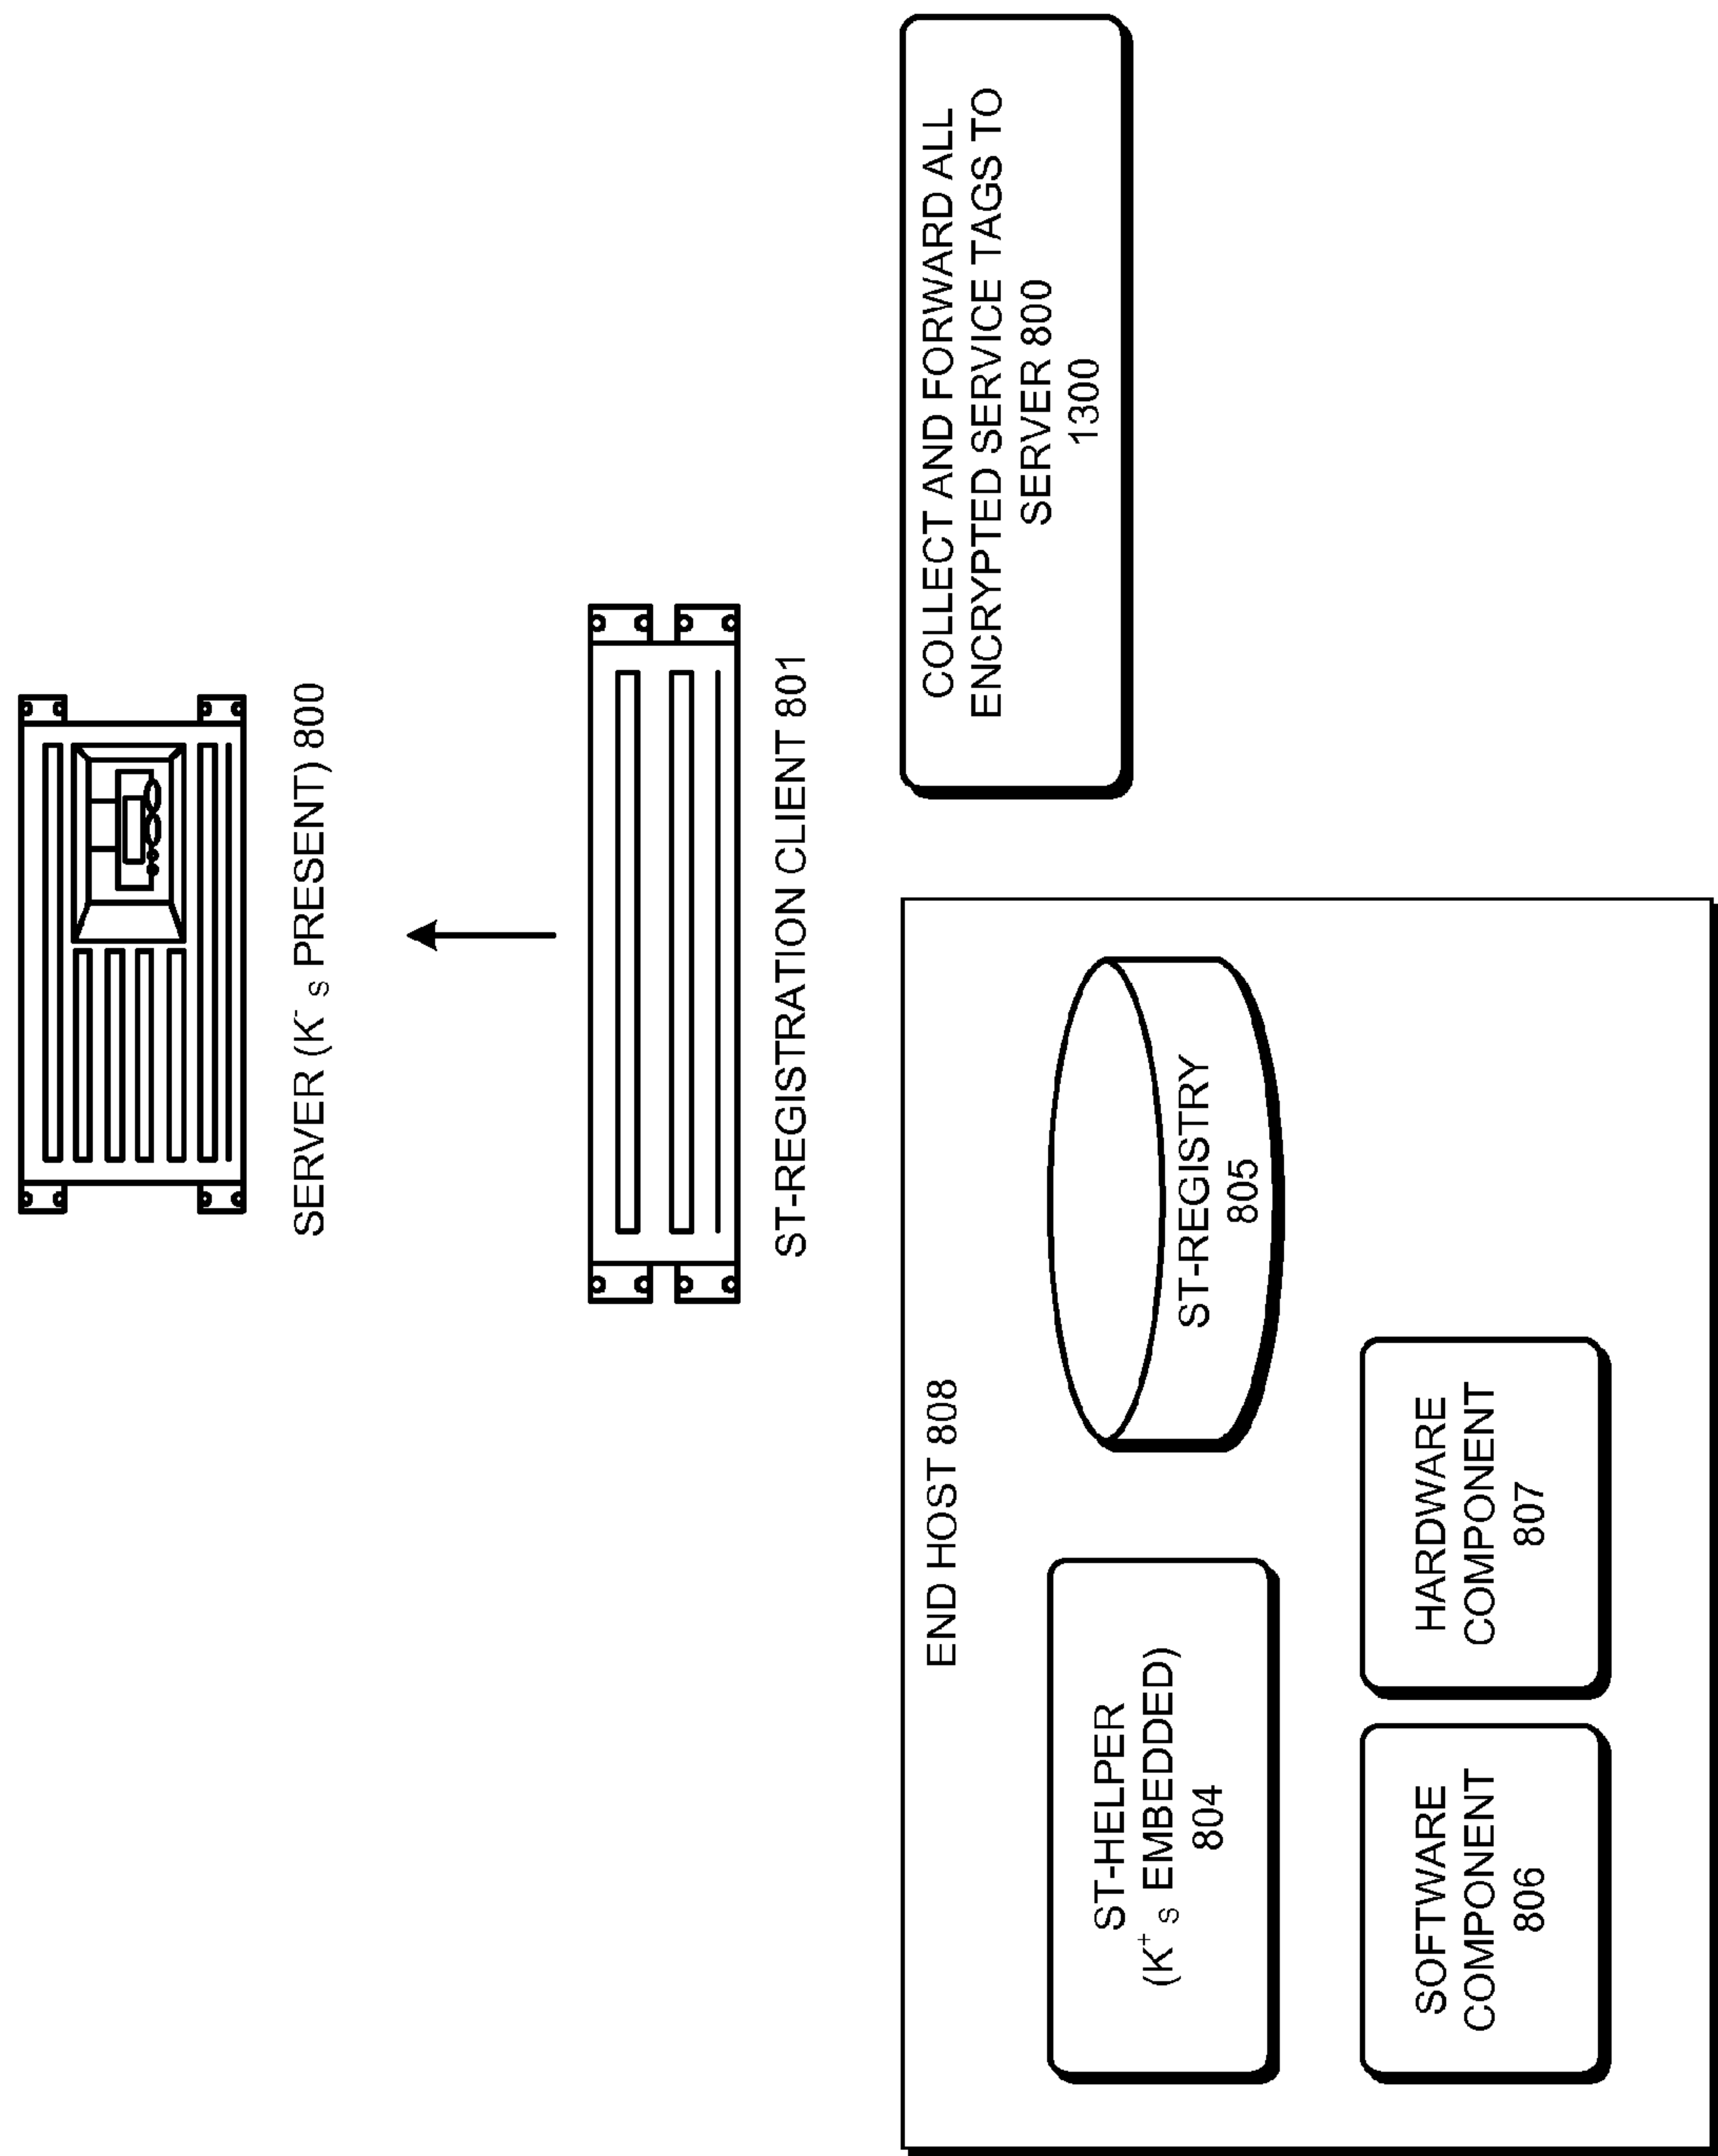 SERVER (K⁻ₛ PRESENT) 800
ST-REGISTRATION CLIENT 801
COLLECT AND FORWARD ALL
ENCRYPTED SERVICE TAGS TO
SERVER 800
1300
END HOST 808
ST-HELPER
(K⁺ₛ EMBEDDED)
804
ST-REGISTRY
805
SOFTWARE
COMPONENT
806
HARDWARE
COMPONENT
807